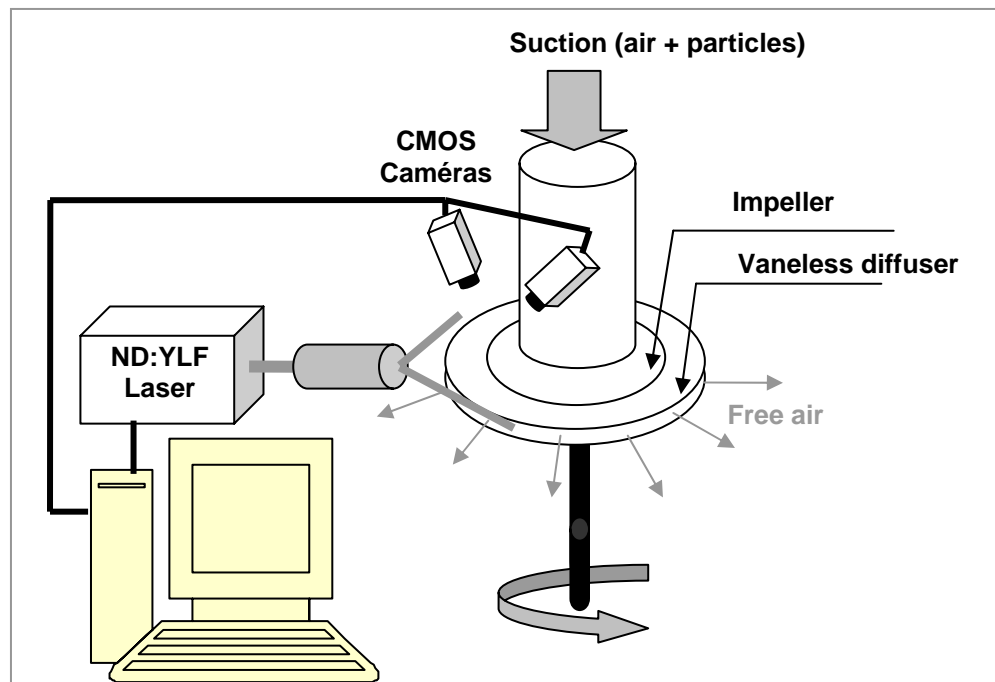 Suction (air + particles)
CMOS
Caméras
Impeller
Vaneless diffuser
ND:YLF
Laser
Free air